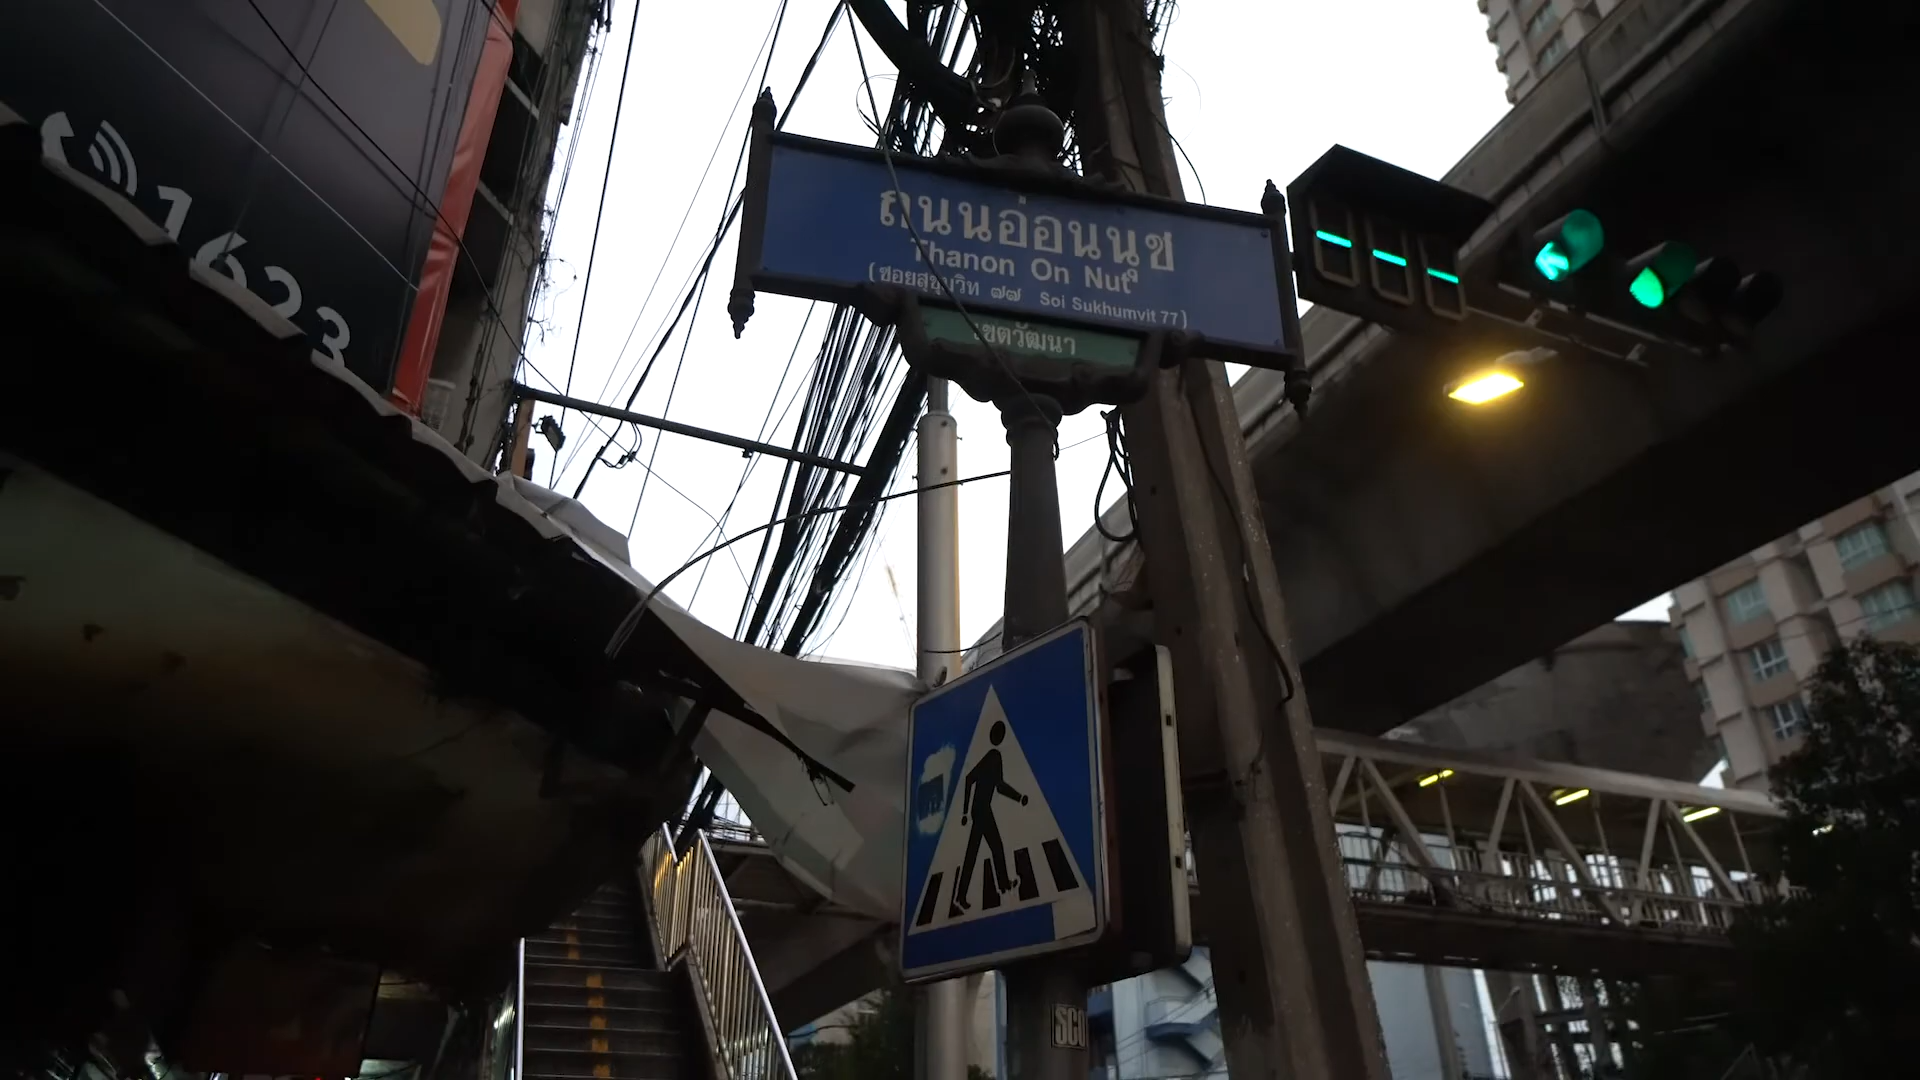 1623
ถนนอ่อนนุช
Thanon On Nut
(ซอยสุขุมวิท ๗๗ Soi Sukhumvit 77)
เขตวัฒนา
SCO